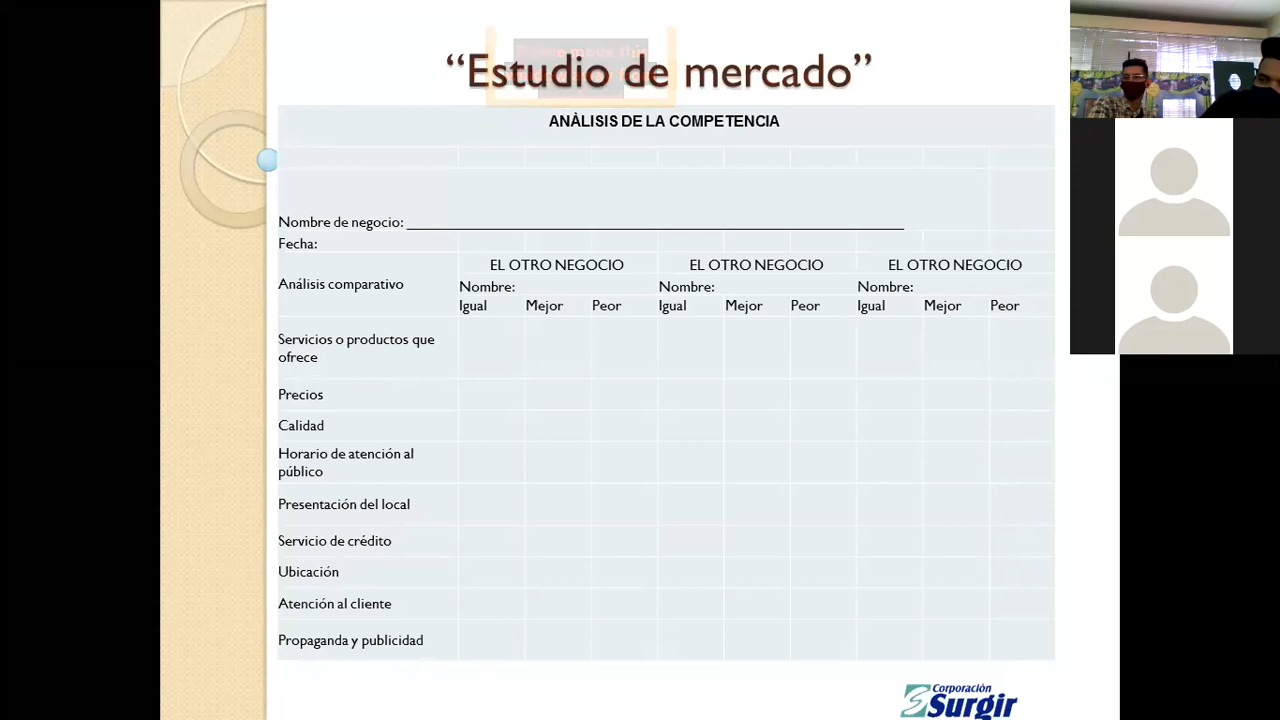 “Estudio de mercado”
ANÀLISIS DE LA COMPETENCIA
Nombre de negocio:
Fecha:
Análisis comparativo
EL OTRO NEGOCIO EL OTRO NEGOCIO EL OTRO NEGOCIO
Nombre: Nombre: Nombre:
Igual Mejor Peor Igual Mejor Peor Igual Mejor Peor
Servicios o productos que
ofrece
Precios
Calidad
Horario de atención al
público
Presentación del local
Servicio de crédito
Ubicación
Atención al cliente
Propaganda y publicidad
Corporación
Surgir